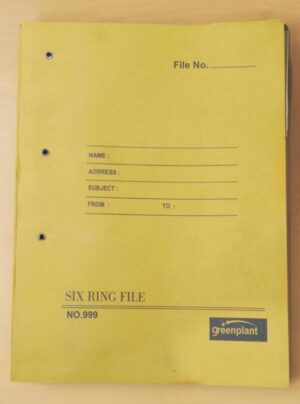 File No.
NAME :
ADDRESS :
SUBJECT :
FROM : TO :
SIX RING FILE
NO.999
greenplant